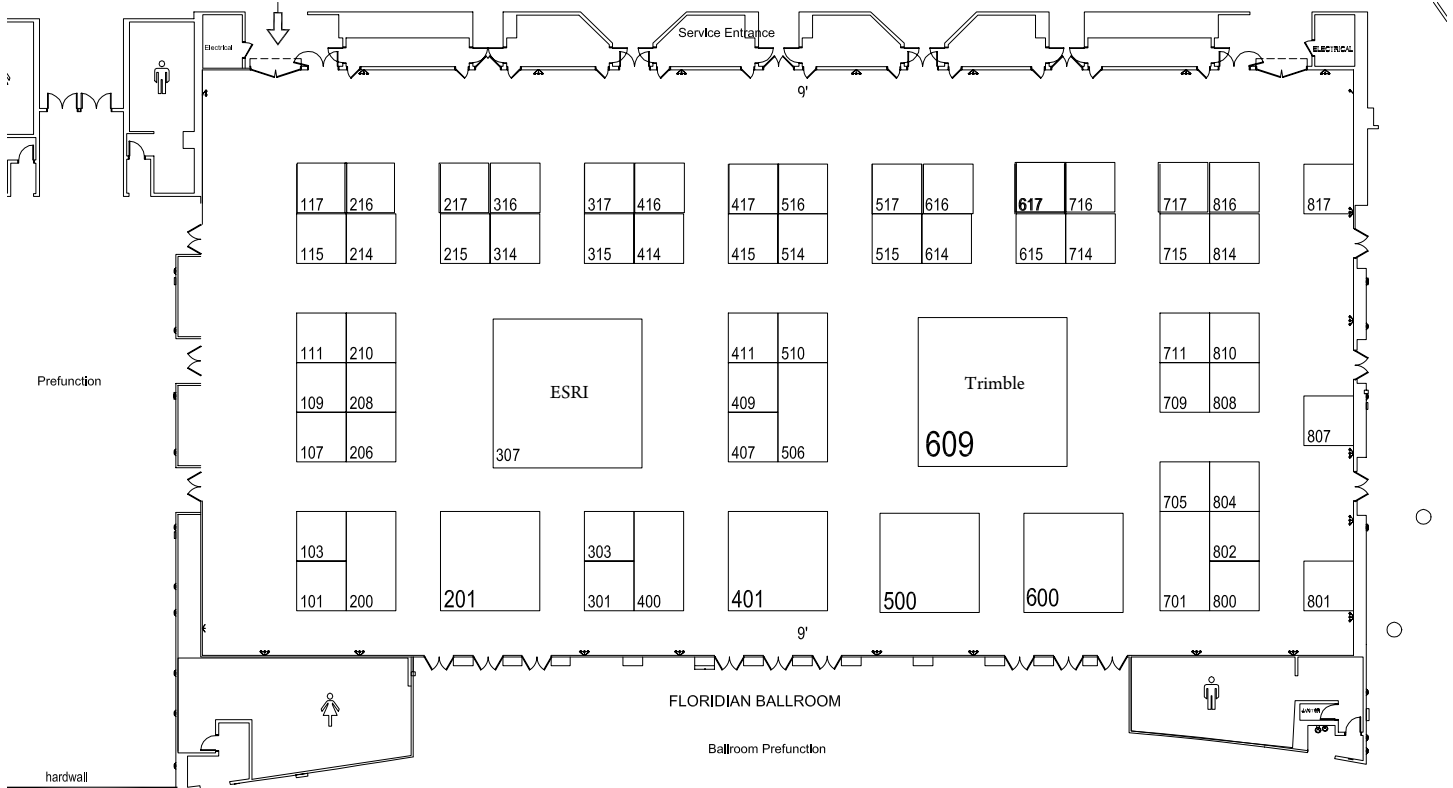 Service Entrance
Electrical
ELECTRICAL
9'
117 216 217 316 317 416 417 516 517 616 617 716 717 816 817
115 214 215 314 315 414 415 514 515 614 615 714 715 814
111 210 411 510 711 810
Prefunction
ESRI
Trimble
109 208 409 709 808
107 206 307 407 506 609 807
705 804
103 303 802
101 200 201 301 400 401 500 600 701 800 801
9'
FLORIDIAN BALLROOM
Ballroom Prefunction
hardwall